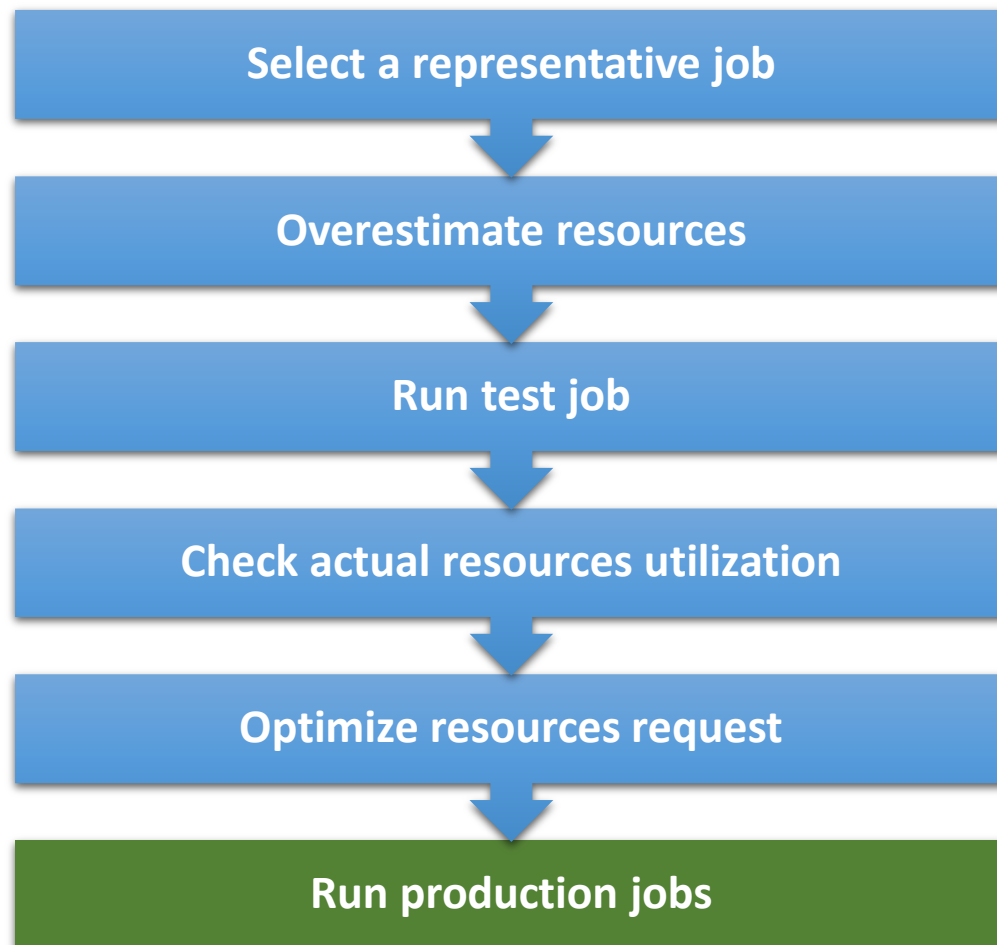 Select a representative job
Overestimate resources
Run test job
Check actual resources utilization
Optimize resources request
Run production jobs